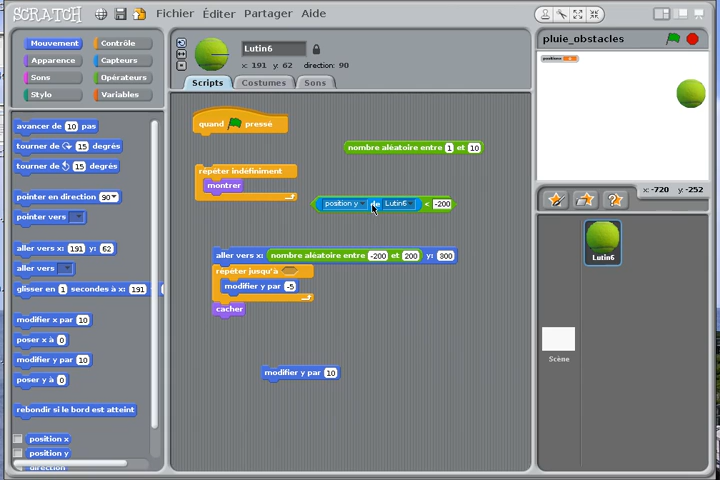 SCRATCH
Fichier Éditer Partager Aide
Mouvement Contrôle
Apparence Capteurs
Sons Opérateurs
Stylo Variables
avancer de 10 pas
tourner de 15 degrés
tourner de 15 degrés
pointer en direction 90
pointer vers
aller vers x: 191 y: 62
aller vers
glisser en 1 secondes à x: 191
modifier x par 10
poser x à 0
modifier y par 10
poser y à 0
rebondir si le bord est atteint
position x
position y
direction
Lutin6
x: 191 y: 62 direction: 90
Scripts Costumes Sons
quand pressé
nombre aléatoire entre 1 et 10
répéter indéfiniment
montrer
position y de Lutin6 < -200
aller vers x: nombre aléatoire entre -200 et 200 y: 300
répéter jusqu'à
modifier y par -5
cacher
modifier y par 10
pluie_obstacles
x: -720 y: -252
Lutin6
Scène